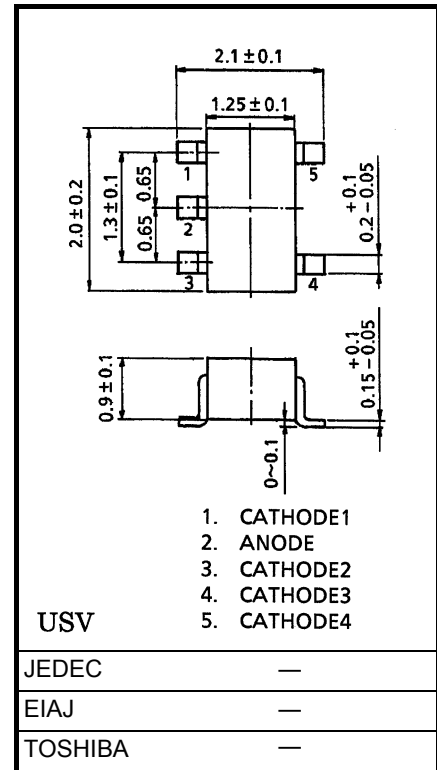 2.1±0.1
1.25±0.1
1
5
2.0±0.2
1.3±0.1
0.65
0.65
2
3
4
+0.1
0.2−0.05
0.9±0.1
+0.1
0.15−0.05
0~0.1
1. CATHODE1
2. ANODE
3. CATHODE2
4. CATHODE3
5. CATHODE4
USV
JEDEC —
EIAJ —
TOSHIBA —